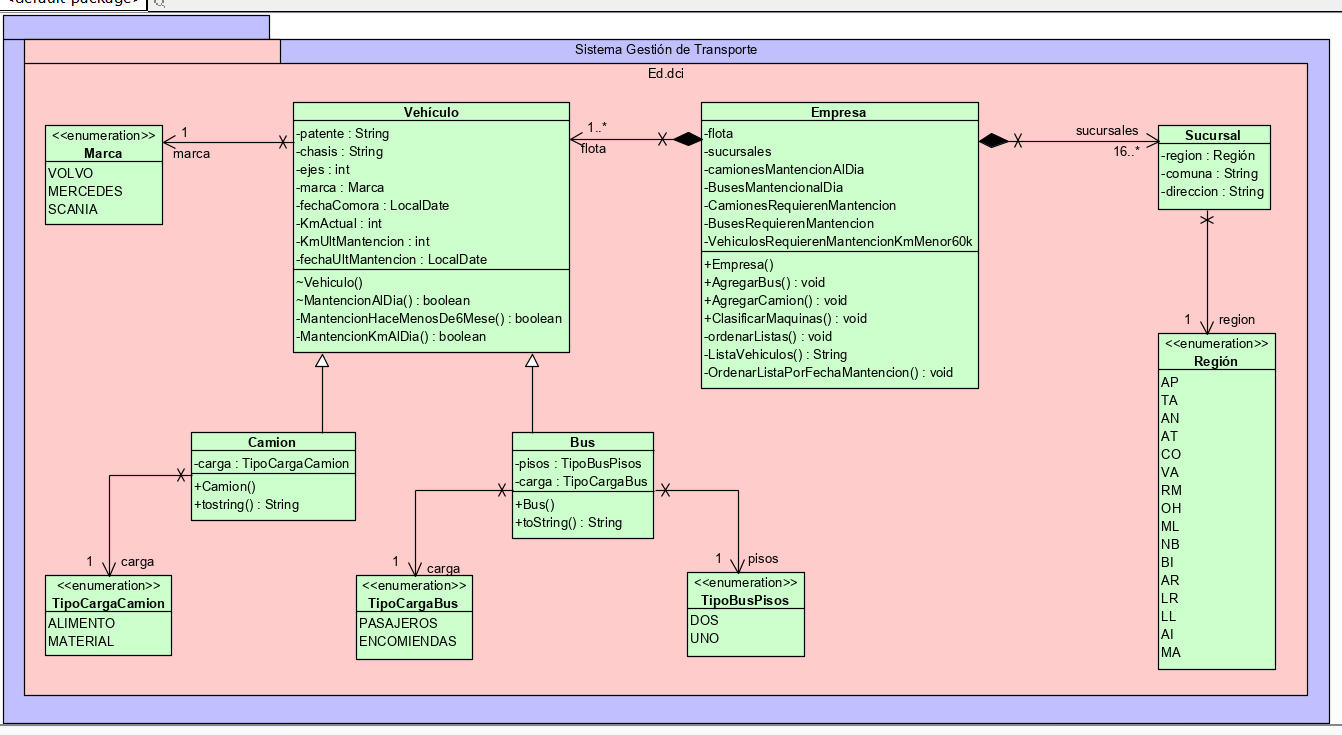 <default package>
Sistema Gestión de Transporte
Ed.dci
<<enumeration>>
Marca
VOLVO
MERCEDES
SCANIA
1
marca
Vehículo
-patente : String
-chasis : String
-ejes : int
-marca : Marca
-fechaComora : LocalDate
-KmActual : int
-KmUltMantencion : int
-fechaUltMantencion : LocalDate
~Vehiculo()
~MantencionAlDia() : boolean
-MantencionHaceMenosDe6Mese() : boolean
-MantencionKmAlDia() : boolean
1..*
flota
Empresa
-flota
-sucursales
-camionesMantencionAlDia
-BusesMantencionalDia
-CamionesRequierenMantencion
-BusesRequierenMantencion
-VehiculosRequierenMantencionKmMenor60k
+Empresa()
+AgregarBus() : void
+AgregarCamion() : void
+ClasificarMaquinas() : void
-ordenarListas() : void
-ListaVehiculos() : String
-OrdenarListaPorFechaMantencion() : void
sucursales
16..*
Sucursal
-region : Región
-comuna : String
-direccion : String
1 region
<<enumeration>>
Región
AP
TA
AN
AT
CO
VA
RM
OH
ML
NB
BI
AR
LR
LL
AI
MA
Camion
-carga : TipoCargaCamion
+Camion()
+tostring() : String
Bus
-pisos : TipoBusPisos
-carga : TipoCargaBus
+Bus()
+toString() : String
1 carga
<<enumeration>>
TipoCargaCamion
ALIMENTO
MATERIAL
1 carga
<<enumeration>>
TipoCargaBus
PASAJEROS
ENCOMIENDAS
1 pisos
<<enumeration>>
TipoBusPisos
DOS
UNO